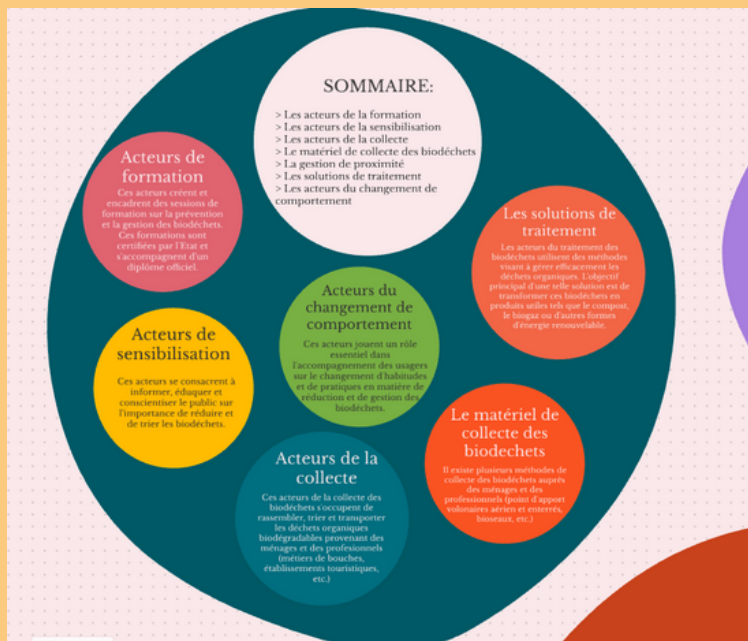 SOMMAIRE:
> Les acteurs de la formation
> Les acteurs de la sensibilisation
> Les acteurs de la collecte
> Le matériel de collecte des biodéchets
> La gestion de proximité
> Les solutions de traitement
> Les acteurs du changement de
comportement
Acteurs de
formation
Ces acteurs créent et
encadrent des sessions de
formation sur la prévention
et la gestion des biodéchets.
Ces formations sont
certifiées par l'Etat et
s'accompagnent d'un
diplôme officiel.
Les solutions de
traitement
Les acteurs du traitement des
biodéchets utilisent des méthodes
visant à gérer efficacement les
déchets organiques. L'objectif
principal d'une telle solution est de
transformer ces biodéchets en
produits utiles tels que le compost,
le biogaz ou d'autres formes
d'énergie renouvelable.
Acteurs du
changement de
comportement
Ces acteurs jouent un rôle
essentiel dans
l'accompagnement des usagers
sur le changement d'habitudes
et de pratiques en matière de
réduction et de gestion des
biodéchets.
Acteurs de
sensibilisation
Ces acteurs se consacrent à
informer, éduquer et
conscientiser le public sur
l'importance de réduire et
de trier les biodéchets.
Le matériel de
collecte des
biodechets
Il existe plusieurs méthodes de
collecte des biodéchets auprès
des ménages et des
professionnels (point d'apport
volonaires aérien et enterrés,
bioseaux, etc.)
Acteurs de la
collecte
Ces acteurs de la collecte des
biodéchets s'occupent de
rassembler, trier et transporter
les déchets organiques
biodégradables provenant des
ménages et des profesionnels
(métiers de bouches,
établissements touristiques,
etc.)